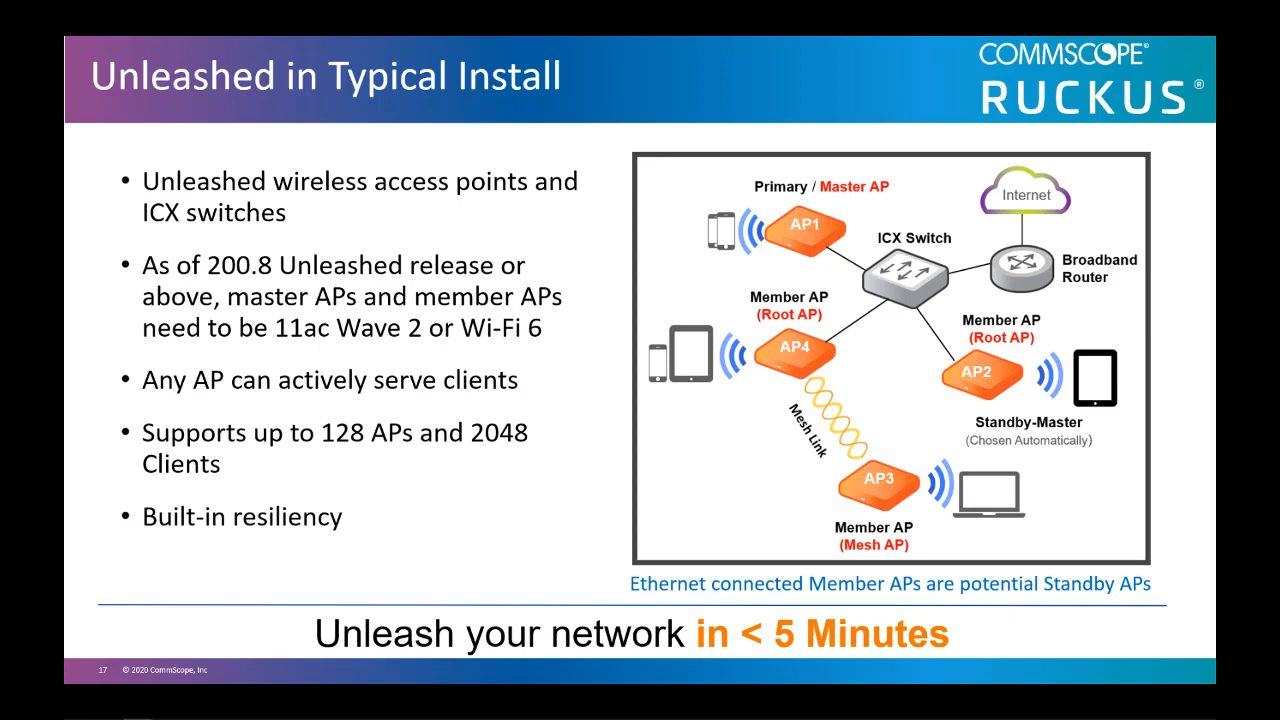 Unleashed in Typical Install
COMMSCOPE®
RUCKUS®
• Unleashed wireless access points and
ICX switches
• As of 200.8 Unleashed release or
above, master APs and member APs
need to be 11ac Wave 2 or Wi-Fi 6
• Any AP can actively serve clients
• Supports up to 128 APs and 2048
Clients
• Built-in resiliency
Primary / Master AP
AP1
ICX Switch
Internet
Broadband
Router
Member AP
(Root AP)
AP4
Member AP
(Root AP)
AP2
Standby-Master
(Chosen Automatically)
Mesh Link
AP3
Member AP
(Mesh AP)
Ethernet connected Member APs are potential Standby APs
Unleash your network in < 5 Minutes
17 © 2020 CommScope, Inc